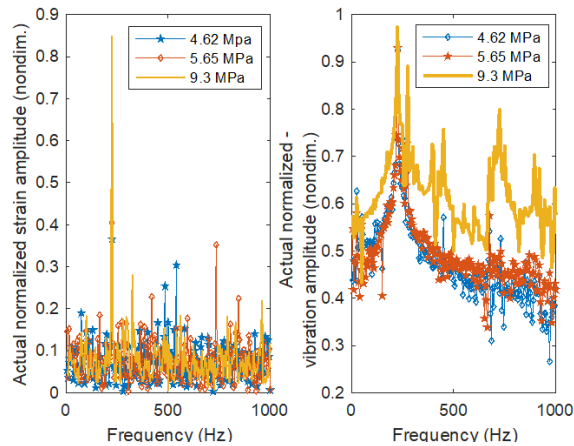 Actual normalized strain amplitude (nondim.)
0.9
0.8
0.7
0.6
0.5
0.4
0.3
0.2
0.1
0
0
500
1000
Frequency (Hz)
4.62 Mpa
5.65 MPa
9.3 MPa
Actual normalized -
vibration amplitude (nondim.)
1
0.9
0.8
0.7
0.6
0.5
0.4
0.3
0.2
0
500
1000
Frequency (Hz)
4.62 MPa
5.65 MPa
9.3 MPa